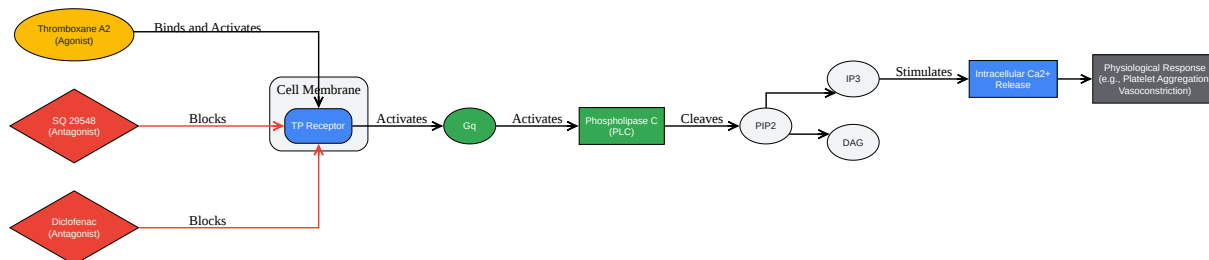 Thromboxane A2
(Agonist)
Binds and Activates
Cell Membrane
SQ 29548
(Antagonist)
Blocks
TP Receptor
Activates
Gq
Activates
Phospholipase C
(PLC)
Cleaves
PIP2
IP3
Stimulates
Intracellular Ca2+
Release
Physiological Response
(e.g., Platelet Aggregation
Vasoconstriction)
DAG
Diclofenac
(Antagonist)
Blocks